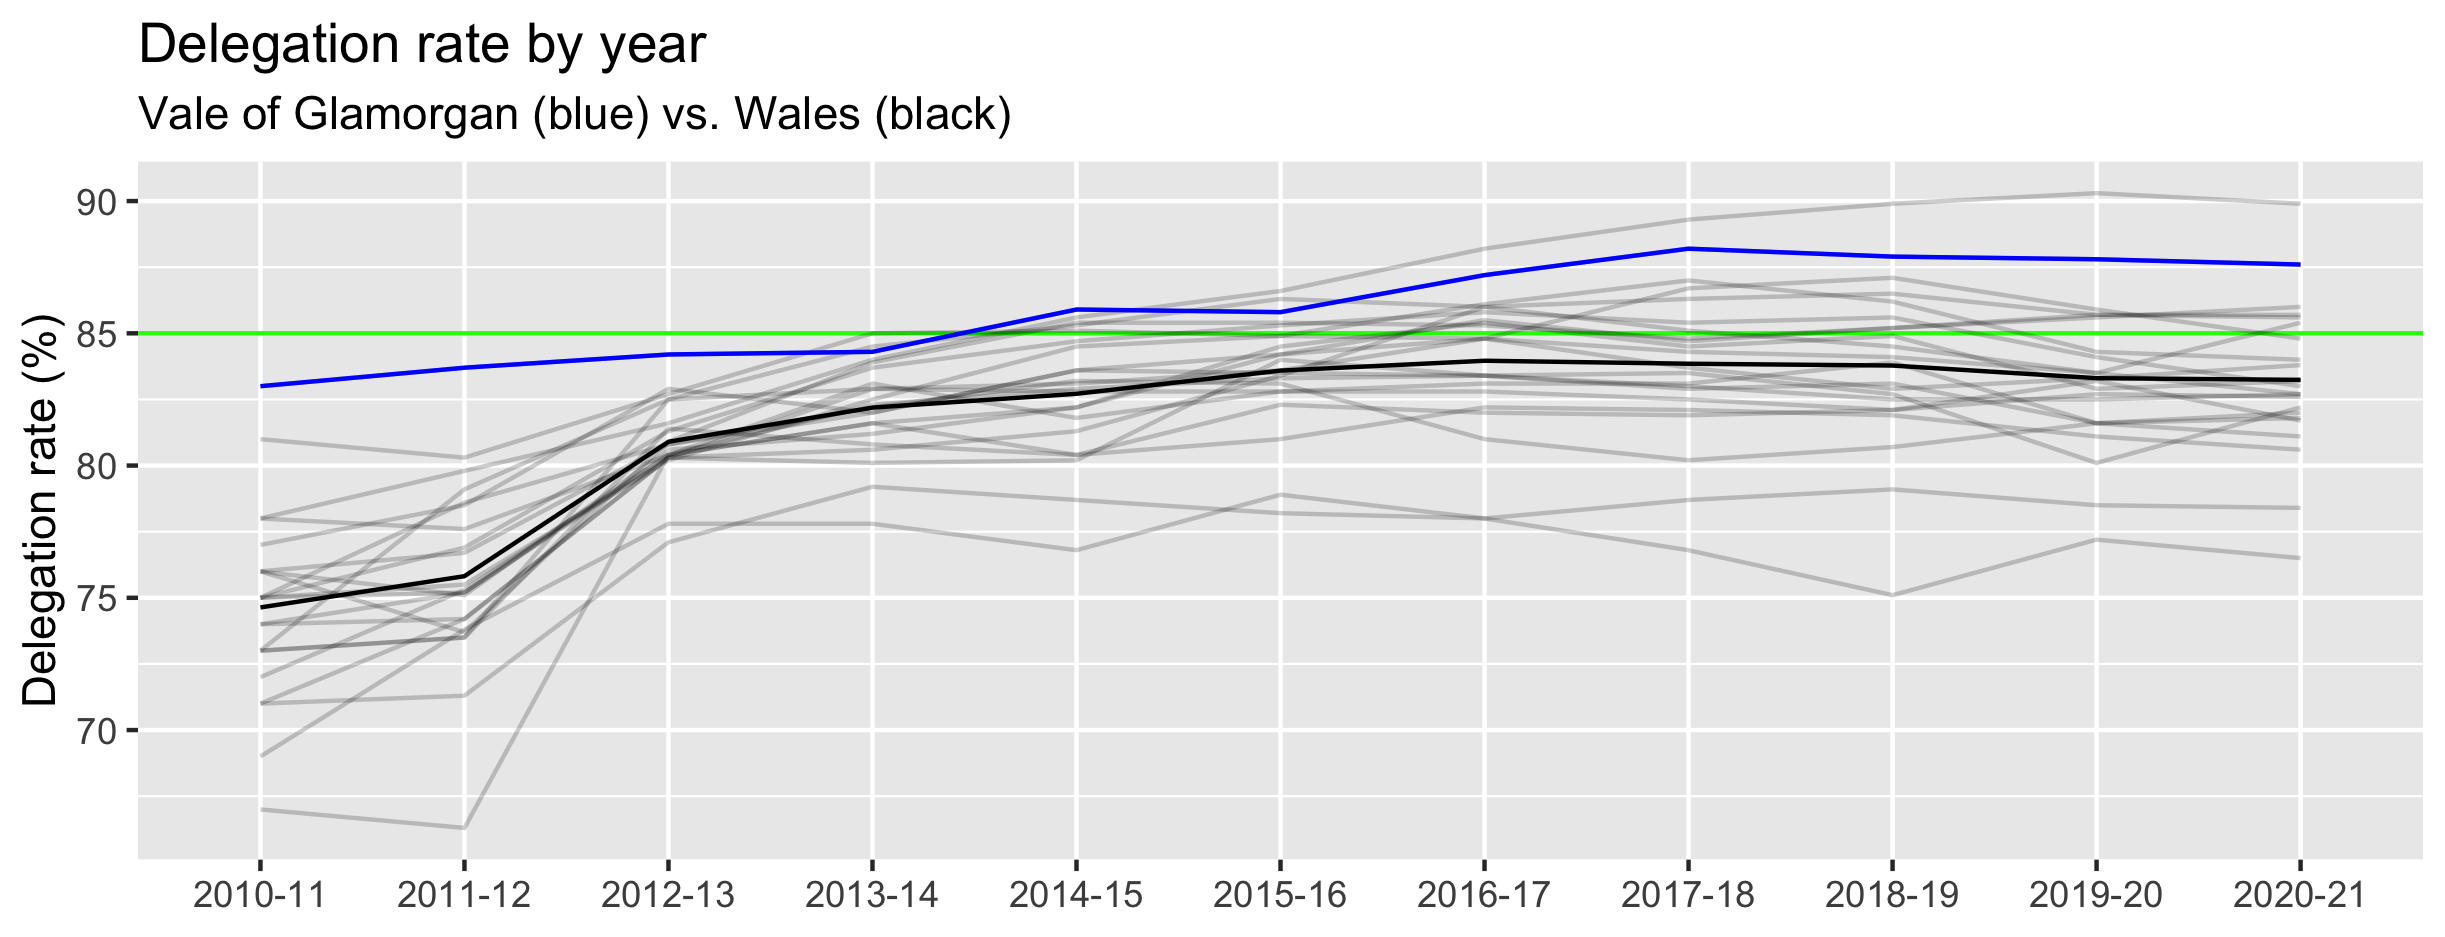 Delegation rate by year
Vale of Glamorgan (blue) vs. Wales (black)
Delegation rate (%)
90
85
80
75
70
2010-11 2011-12 2012-13 2013-14 2014-15 2015-16 2016-17 2017-18 2018-19 2019-20 2020-21